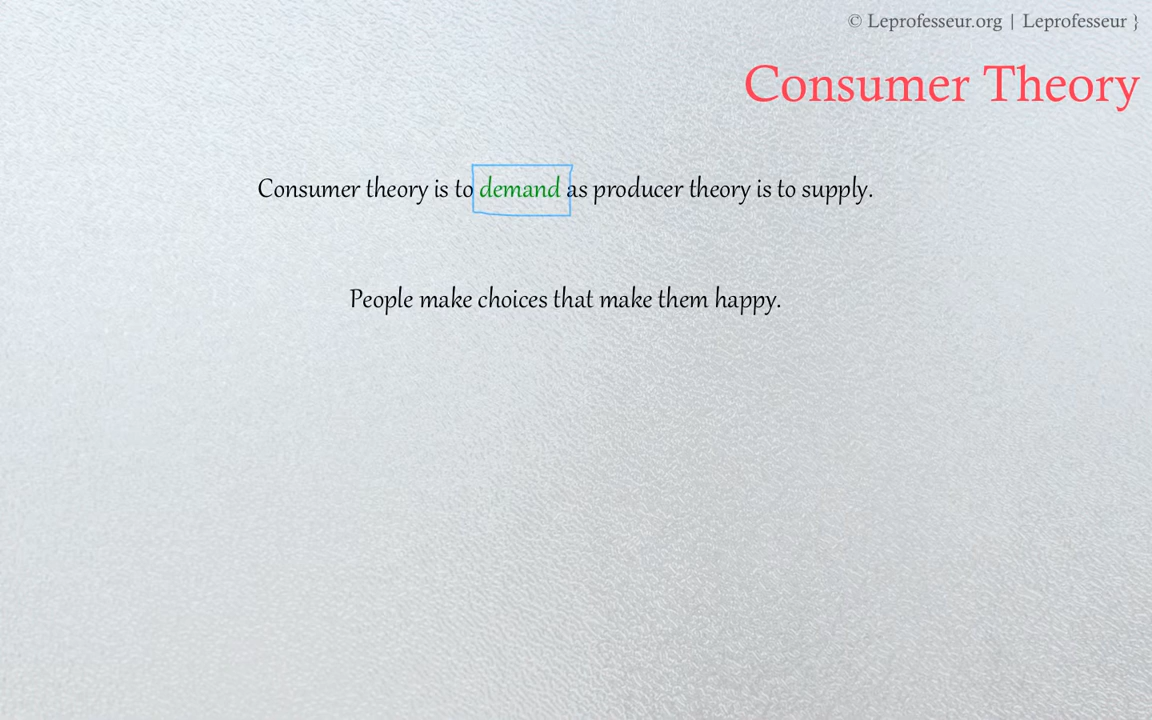 © Leprofesseur.org | Leprofesseur }
Consumer Theory
Consumer theory is to demand as producer theory is to supply.
People make choices that make them happy.